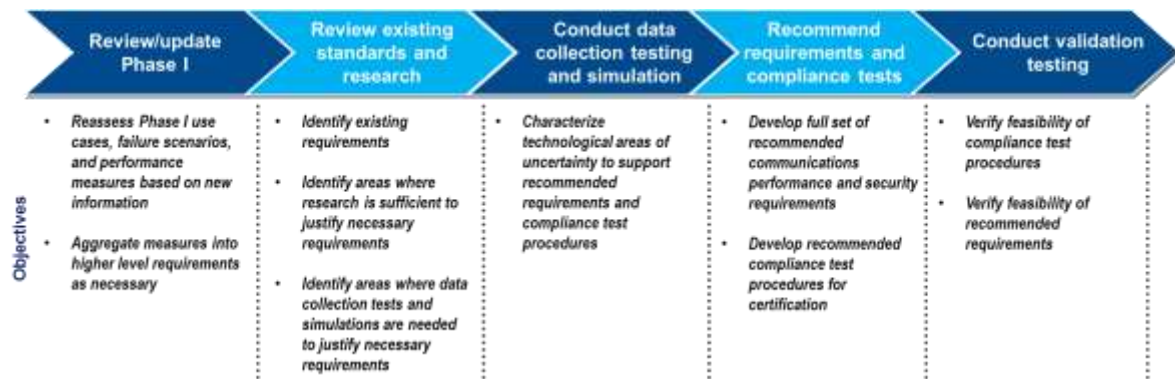 Review/update
Phase I
Review existing
standards and
research
Conduct data
collection testing
and simulation
Recommend
requirements and
compliance tests
Conduct validation
testing
Objectives
• Reassess Phase I use
cases, failure scenarios,
and performance
measures based on new
information
• Aggregate measures into
higher level requirements
as necessary
• Identify existing
requirements
• Identify areas where
research is sufficient to
justify necessary
requirements
• Identify areas where data
collection tests and
simulations are needed
to justify necessary
requirements
• Characterize
technological areas of
uncertainty to support
recommended
requirements and
compliance test
procedures
• Develop full set of
recommended
communications
performance and security
requirements
• Develop recommended
compliance test
procedures for
certification
• Verify feasibility of
compliance test
procedures
• Verify feasibility of
recommended
requirements